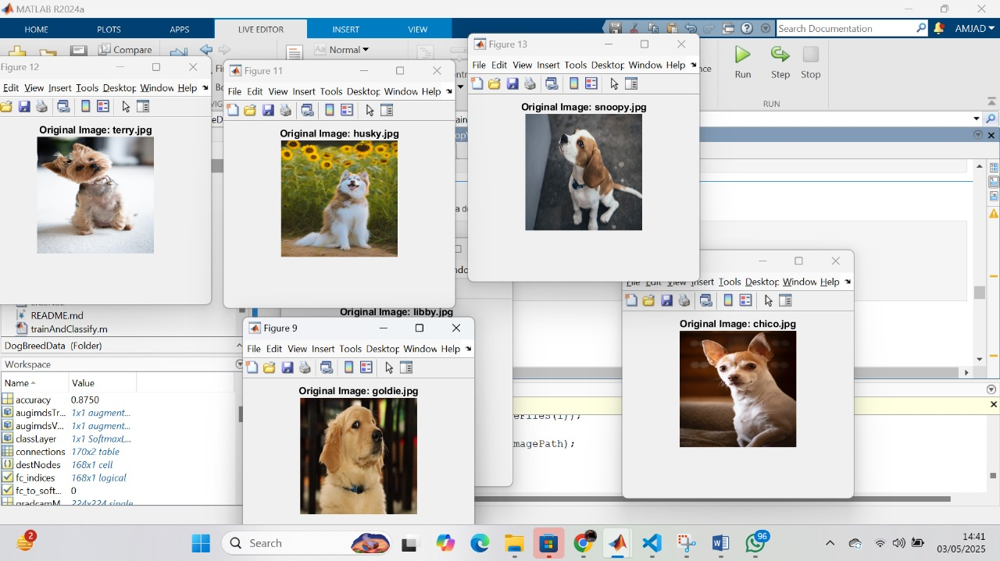 MATLAB R2024a
HOME PLOTS APPS LIVE EDITOR INSERT VIEW
Search Documentation
AMJAD
Compare
Normal
Run Step Stop
RUN
Figure 12
Edit View Insert Tools Desktop Window Help
Original Image: terry.jpg
Figure 11
File Edit View Insert Tools Desktop Window Help
Original Image: husky.jpg
Figure 13
File Edit View Insert Tools Desktop Window Help
Original Image: snoopy.jpg
File Edit View Insert Tools Desktop Window Help
Original Image: chico.jpg
Original Image: libby.jpg
Figure 9
File Edit View Insert Tools Desktop Window Help
Original Image: goldie.jpg
README.md
trainAndClassify.m
DogBreedData (Folder)
Workspace
Name Value
accuracy 0.8750
augimdsTr... 1x1 augment...
augimdsV... 1x1 augment...
classLayer 1x1 SoftmaxL...
connections 170x2 table
destNodes 168x1 cell
fc_indices 168x1 logical
fc_to_soft... 0
gradcamM... 224x224 single
eFiles(i));
magePath);
2
Search
96
14:41
03/05/2025